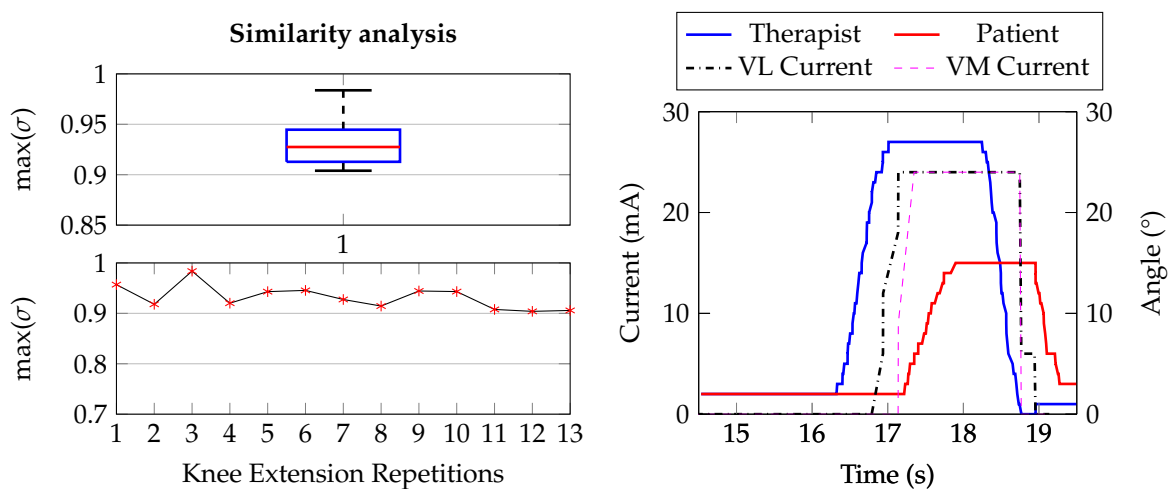 Similarity analysis
max(σ)
1
0.95
0.9
0.85
1
max(σ)
1
0.9
0.8
0.7
1 2 3 4 5 6 7 8 9 10 11 12 13
Knee Extension Repetitions
Therapist Patient
VL Current VM Current
Current (mA)
30
20
10
0
30
20
10
0
Angle (°)
15 16 17 18 19
Time (s)